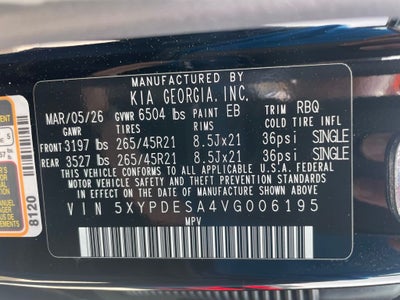 MANUFACTURED BY
KIA GEORGIA, INC.
MAR/05/26 GVWR 6504 lbs PAINT EB TRIM RBQ
GAWR TIRES RIMS COLD TIRE INFL
FRONT 3197 lbs 265/45R21 8.5Jx21 36psi SINGLE
REAR 3527 lbs 265/45R21 8.5Jx21 36psi SINGLE
THIS VEHICLE CONFORMS TO ALL APPLICABLE U.S.A. FEDERAL
MOTOR VEHICLE SAFETY STANDARDS
IN EFFECT ON THE DATE OF MANUFACTURE SHOWN ABOVE.
VIN 5XYPDESA4VG006195
MPV
8120